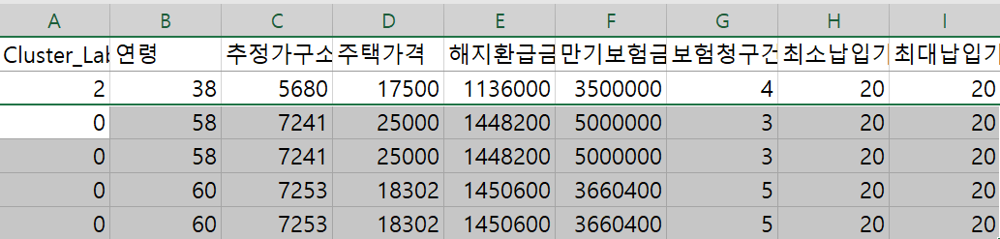 A B C D E F G H I
Cluster_Lab 연령 추정가구소 주택가격 해지환급금 만기보험금 보험청구건 최소납입기 최대납입기
2 38 5680 17500 1136000 3500000 4 20 20
0 58 7241 25000 1448200 5000000 3 20 20
0 58 7241 25000 1448200 5000000 3 20 20
0 60 7253 18302 1450600 3660400 5 20 20
0 60 7253 18302 1450600 3660400 5 20 20